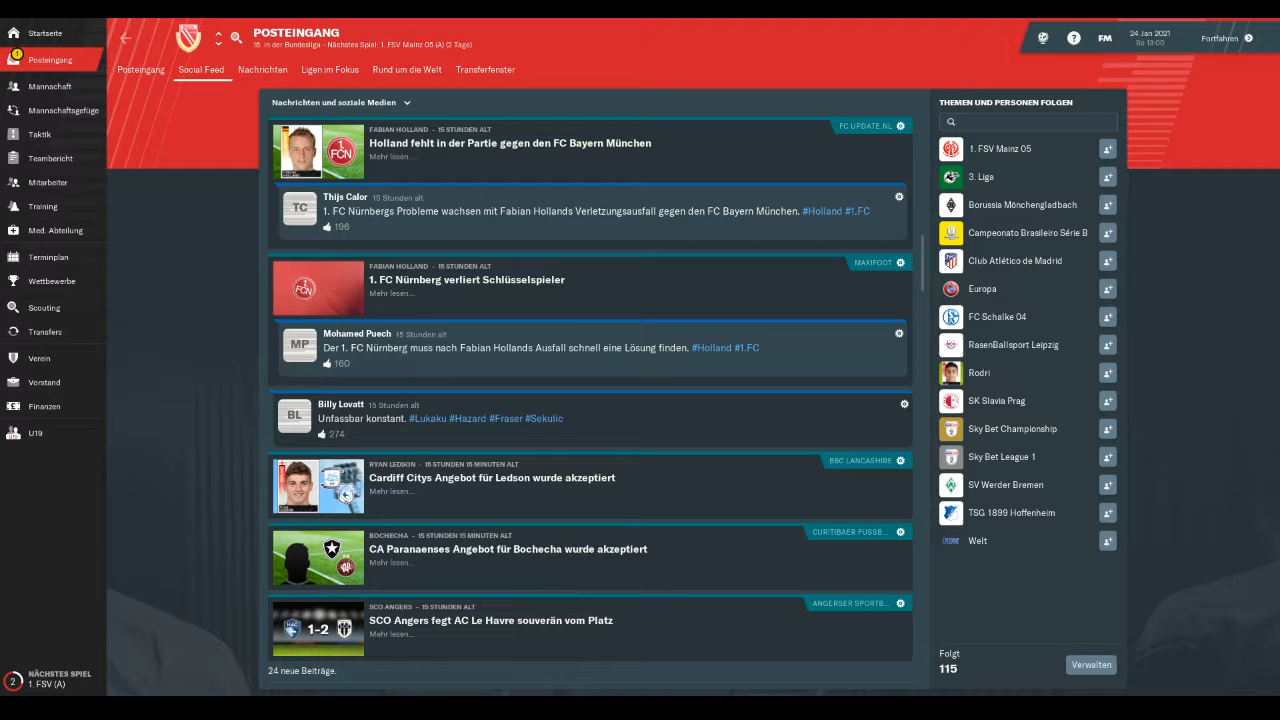 Startseite
Posteingang
Mannschaft
Mannschaftsgefüge
Taktik
Teambericht
Mitarbeiter
Training
Med. Abteilung
Terminplan
Wettbewerbe
Scouting
Transfers
Verein
Vorstand
Finanzen
U19
U19
2
NÄCHSTES SPIEL
1. FSV (A)
POSTEINGANG
16. in der Bundesliga - Nächstes Spiel: 1. FSV Mainz 05 (A) (2 Tage)
FM
24 Jan 2021
So 13:00
Fortfahren
Posteingang
Social Feed
Nachrichten
Ligen im Fokus
Rund um die Welt
Transferfenster
Nachrichten und soziale Medien
FABIAN HOLLAND - 15 STUNDEN ALT
FC UPDATE.NL
Holland fehlt in der Partie gegen den FC Bayern München
Mehr lesen...
TC
Thijs Calor 15 Stunden alt
1. FC Nürnbergs Probleme wachsen mit Fabian Hollands Verletzungsausfall gegen den FC Bayern München. #Holland #1.FC
196
FABIAN HOLLAND - 15 STUNDEN ALT
MAXIFOOT
1. FC Nürnberg verliert Schlüsselspieler
Mehr lesen...
MP
Mohamed Puech 15 Stunden alt
Der 1. FC Nürnberg muss nach Fabian Hollands Ausfall schnell eine Lösung finden. #Holland #1.FC
160
BL
Billy Lovatt 15 Stunden alt
Unfassbar konstant. #Lukaku #Hazard #Fraser #Sekulic
274
RYAN LEDSON - 15 STUNDEN 15 MINUTEN ALT
BBC LANCASHIRE
Cardiff Citys Angebot für Ledson wurde akzeptiert
Mehr lesen...
BOCHECHA - 15 STUNDEN 15 MINUTEN ALT
CURITIBAER FUSSB...
CA Paranaenses Angebot für Bochecha wurde akzeptiert
Mehr lesen...
SCO ANGERS - 15 STUNDEN ALT
ANGERSER SPORTB...
1-2
SCO Angers fegt AC Le Havre souverän vom Platz
Mehr lesen...
24 neue Beiträge.
THEMEN UND PERSONEN FOLGEN
1. FSV Mainz 05
3. Liga
Borussia Mönchengladbach
Campeonato Brasileiro Série B
Club Atlético de Madrid
Europa
FC Schalke 04
RasenBallsport Leipzig
Rodri
SK Slavia Prag
Sky Bet Championship
Sky Bet League 1
SV Werder Bremen
TSG 1899 Hoffenheim
Welt
Folgt
115
Verwalten